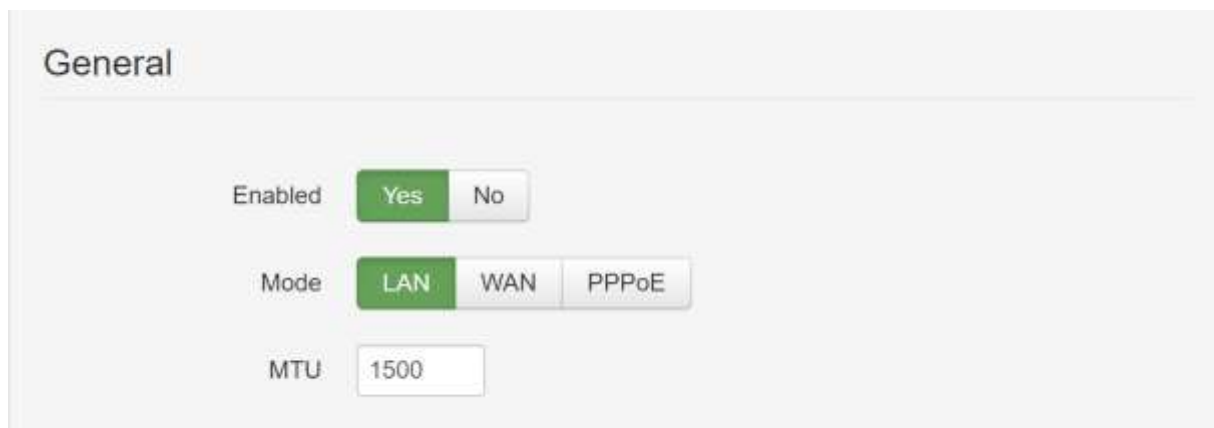 General
Enabled Yes No
Mode LAN WAN PPPoE
MTU 1500